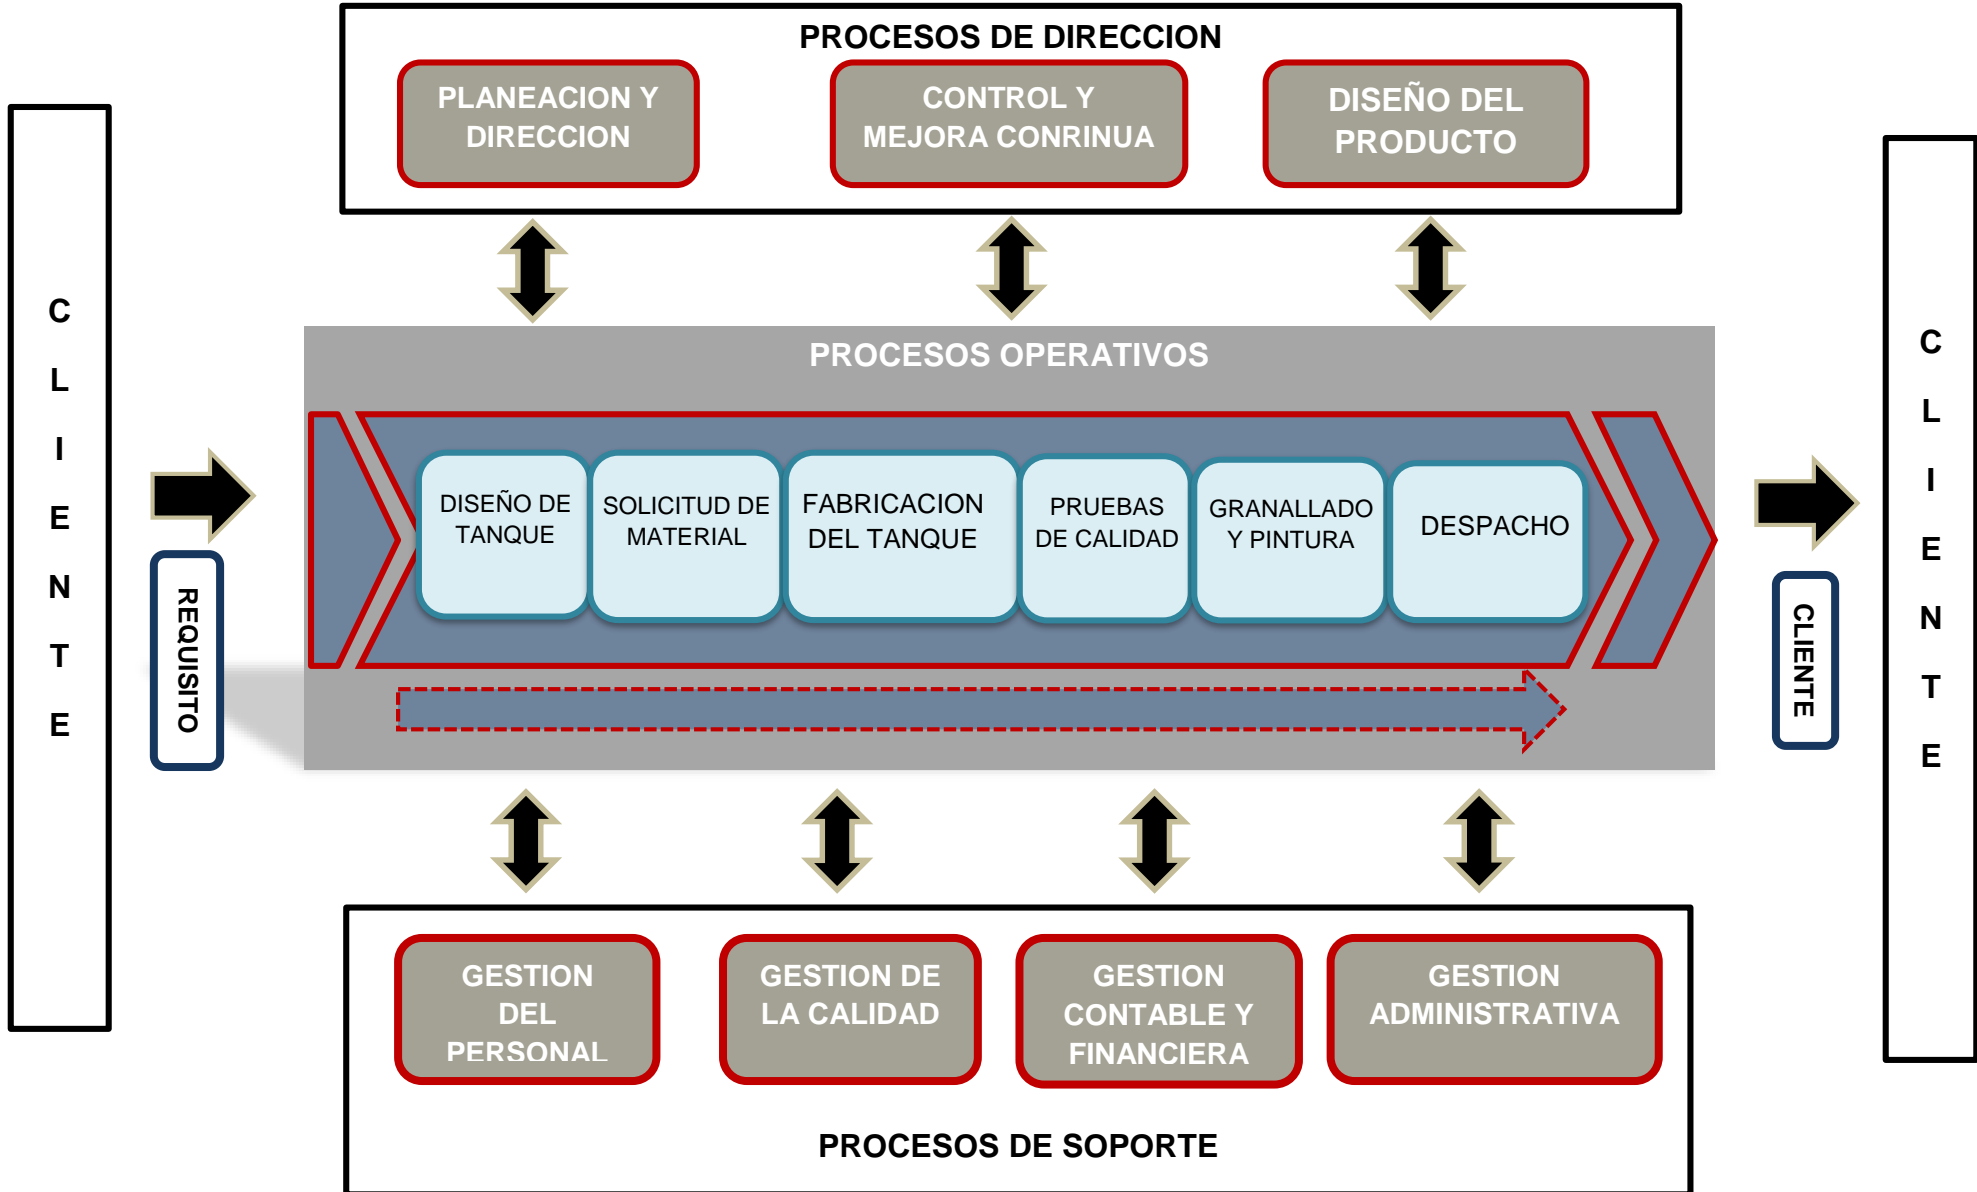 PROCESOS DE DIRECCION
PLANEACION Y
DIRECCION
CONTROL Y
MEJORA CONRINUA
DISEÑO DEL
PRODUCTO
CLIENTE
REQUISITO
PROCESOS OPERATIVOS
DISEÑO DE
TANQUE
SOLICITUD DE
MATERIAL
FABRICACION
DEL TANQUE
PRUEBAS
DE CALIDAD
GRANALLADO
Y PINTURA
DESPACHO
CLIENTE
CLIENTE
GESTION
DEL
PERSONAL
GESTION DE
LA CALIDAD
GESTION
CONTABLE Y
FINANCIERA
GESTION
ADMINISTRATIVA
PROCESOS DE SOPORTE